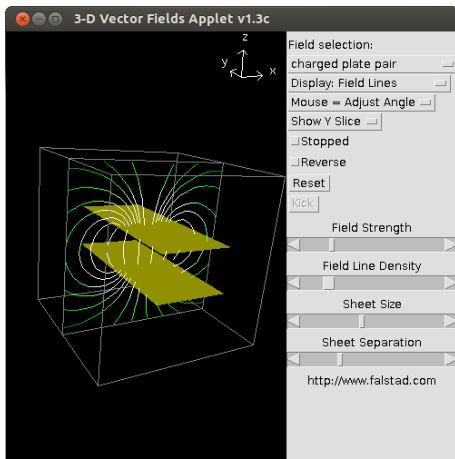 3-D Vector Fields Applet v1.3c
z
y
x
Field selection:
charged plate pair
Display: Field Lines
Mouse = Adjust Angle
Show Y Slice
Stopped
Reverse
Reset
Kick
Field Strength
Field Line Density
Sheet Size
Sheet Separation
http://www.falstad.com